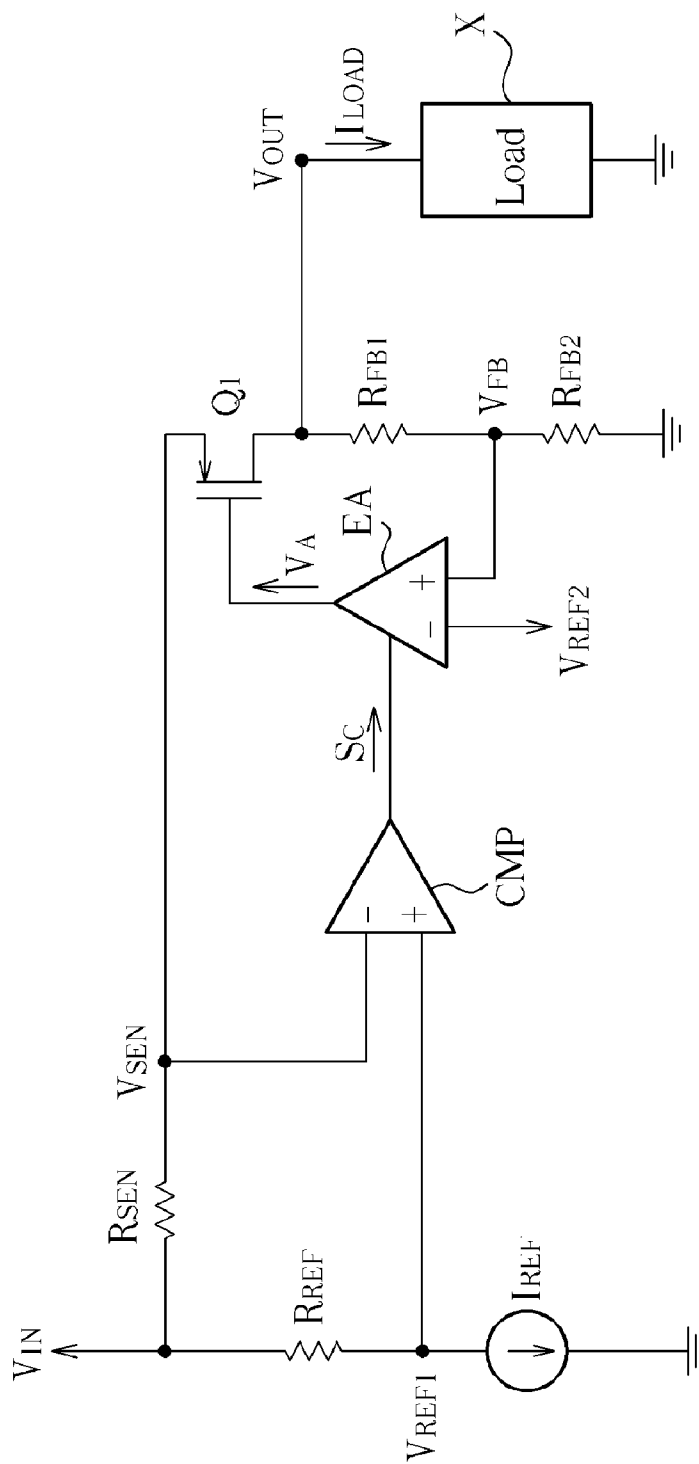 VIN
RSEN
VSEN
Q1
VOUT
ILOAD
X
Load
RREF
VREF1
IREF
-
+
CMP
SC
VA
EA
-
+
VREF2
RFB1
VFB
RFB2